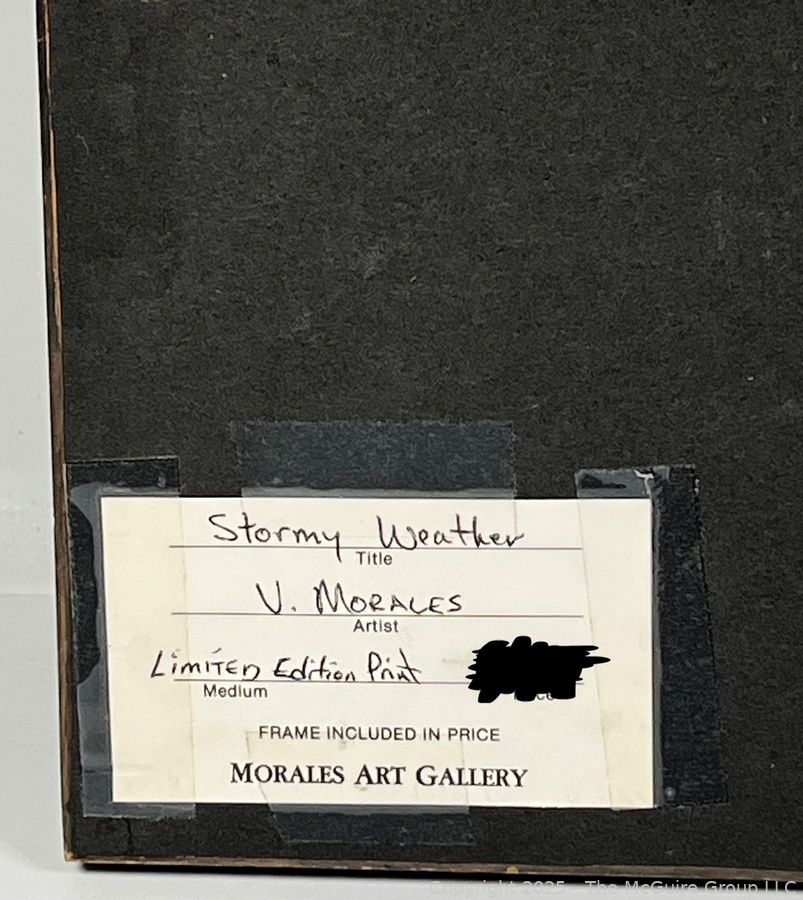 Stormy Weather
Title
V. MORALES
Artist
LIMITED Edition Print
Medium
FRAME INCLUDED IN PRICE
MORALES ART GALLERY
Copyright 2025 - The McGuire Group LLC